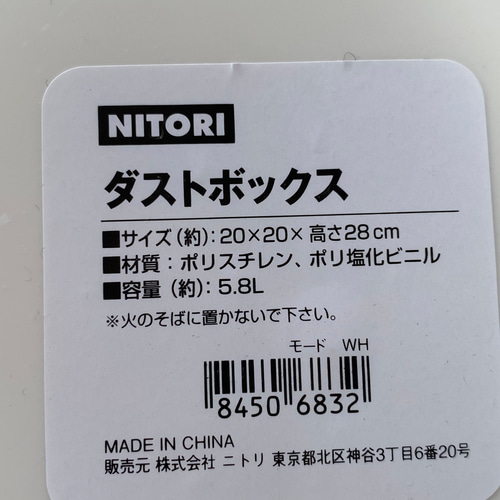 NITORI
ダストボックス
■サイズ(約):20×20×高さ28cm
■材質:ポリスチレン、ポリ塩化ビニル
■容量(約):5.8L
※火のそばに置かないで下さい。
モード WH
8450 6832
MADE IN CHINA
販売元 株式会社 ニトリ 東京都北区神谷3丁目6番20号